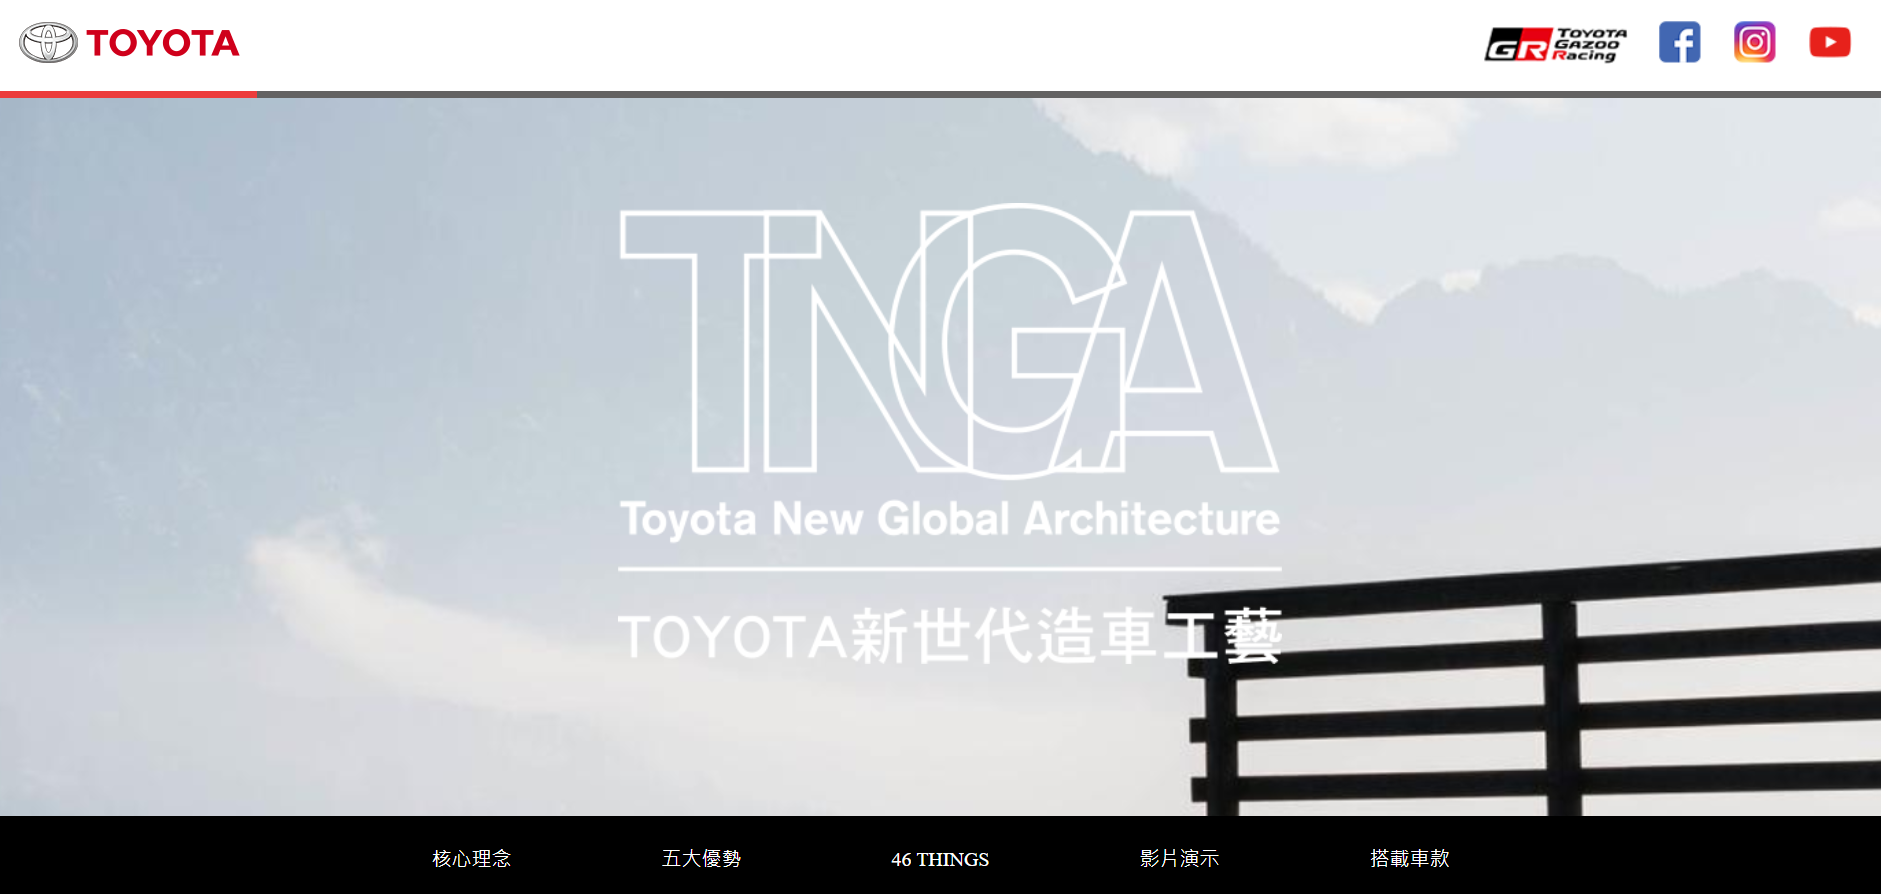 TOYOTA
GR TOYOTA
GAZOO
Racing
TNGA
Toyota New Global Architecture
TOYOTA新世代造車工藝
核心理念 五大優勢 46 THINGS 影片演示 搭載車款